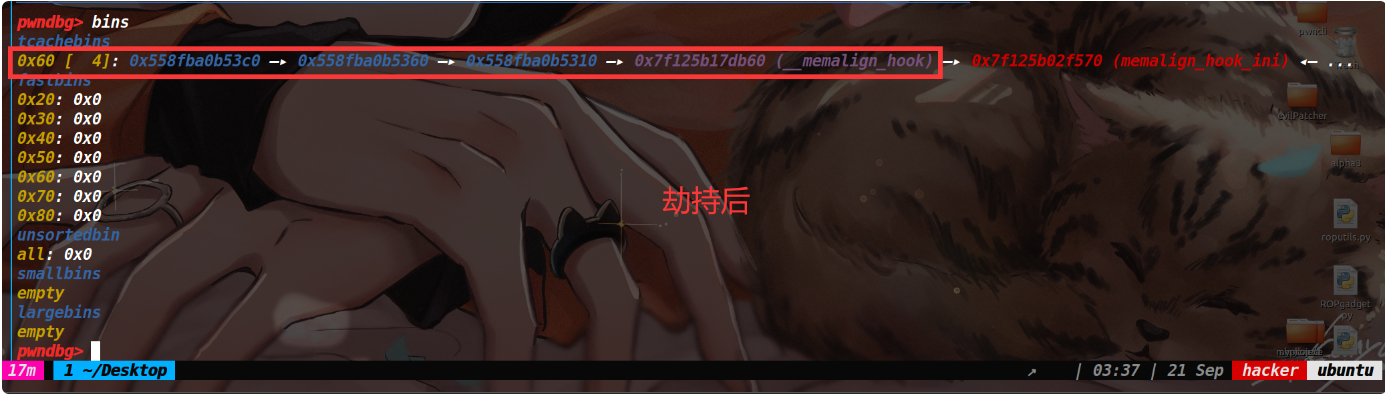 pwndbg> bins
tcachebins
0x60 [  4]: 0x558fba0b53c0 —▸ 0x558fba0b5360 —▸ 0x558fba0b5310 —▸ 0x7f125b17db60 (__memalign_hook) —▸ 0x7f125b02f570 (memalign_hook_ini) ◂— ...
fastbins
0x20: 0x0
0x30: 0x0
0x40: 0x0
0x50: 0x0
0x60: 0x0
0x70: 0x0
0x80: 0x0
unsortedbin
all: 0x0
smallbins
empty
largebins
empty
pwndbg>
劫持后
pwncli
EvilPatcher
alpha3
roputils.py
ROPgadget.py
17m 1 ~/Desktop ↗ | 03:37 | 21 Sep hacker ubuntu